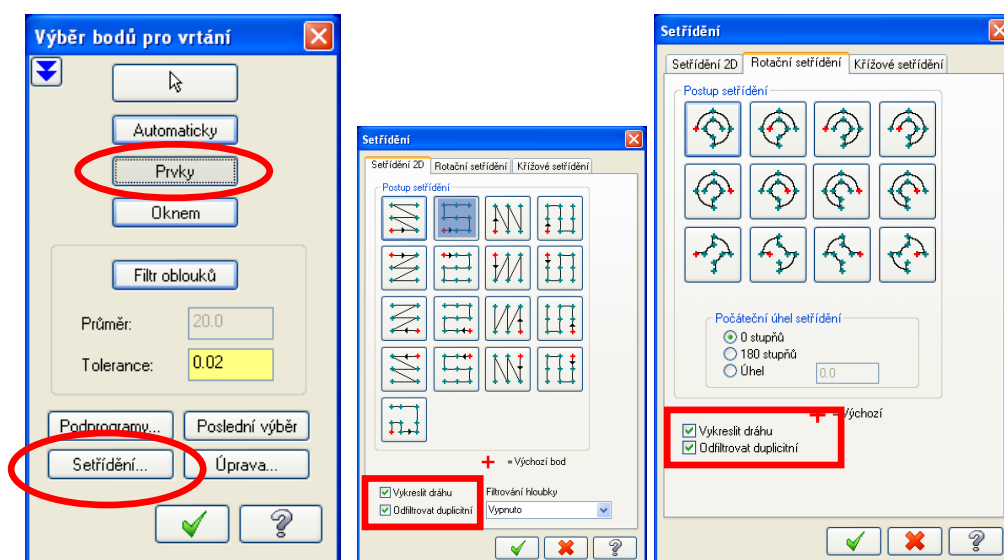 Výběr bodů pro vrtání
Automaticky
Prvky
Oknem
Filtr oblouků
Průměr: 20.0
Tolerance: 0.02
Podprogramy... Poslední výběr
Setřídění... Úprava...
Setřídění
Setřídění 2D Rotační setřídění Křížové setřídění
Postup setřídění
= Výchozí bod
Vykreslit dráhu Filtrování hloubky
Odfiltrovat duplicitní Vypnuto
Setřídění
Setřídění 2D Rotační setřídění Křížové setřídění
Postup setřídění
Počáteční úhel setřídění
0 stupňů
180 stupňů
Úhel 0.0
= Výchozí
Vykreslit dráhu
Odfiltrovat duplicitní